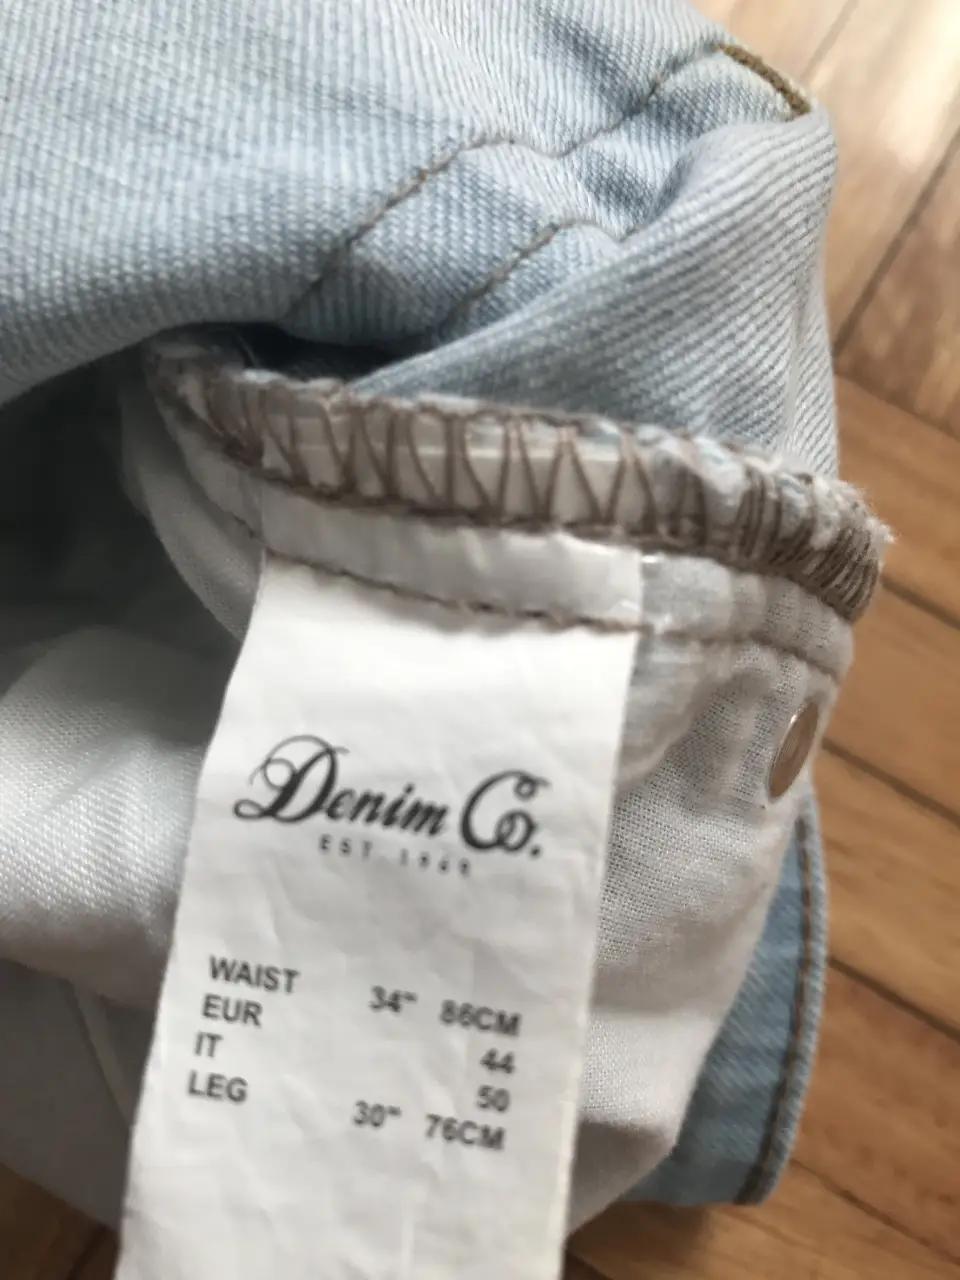 Denim Co.
EST. 1969
WAIST 34" 86CM
EUR 44
IT 50
LEG 30" 76CM